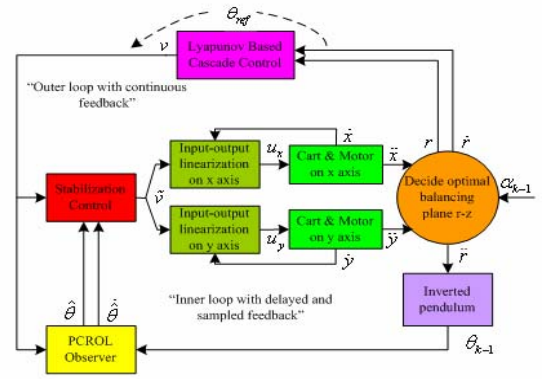 θref
v
Lyapunov Based
Cascade Control
“Outer loop with continuous
feedback”
r
ṙ
ẋ
Input-output
linearization
on x axis
ux
Cart & Motor
on x axis
ẍ
Stabilization
Control
ṽ
Decide optimal
balancing
plane r-z
αk−1
Input-output
linearization
on y axis
uy
Cart & Motor
on y axis
ÿ
ẏ
r̈
“Inner loop with delayed and
sampled feedback”
Inverted
pendulum
θ̂
θ̂̇
θk−1
PCROL
Observer